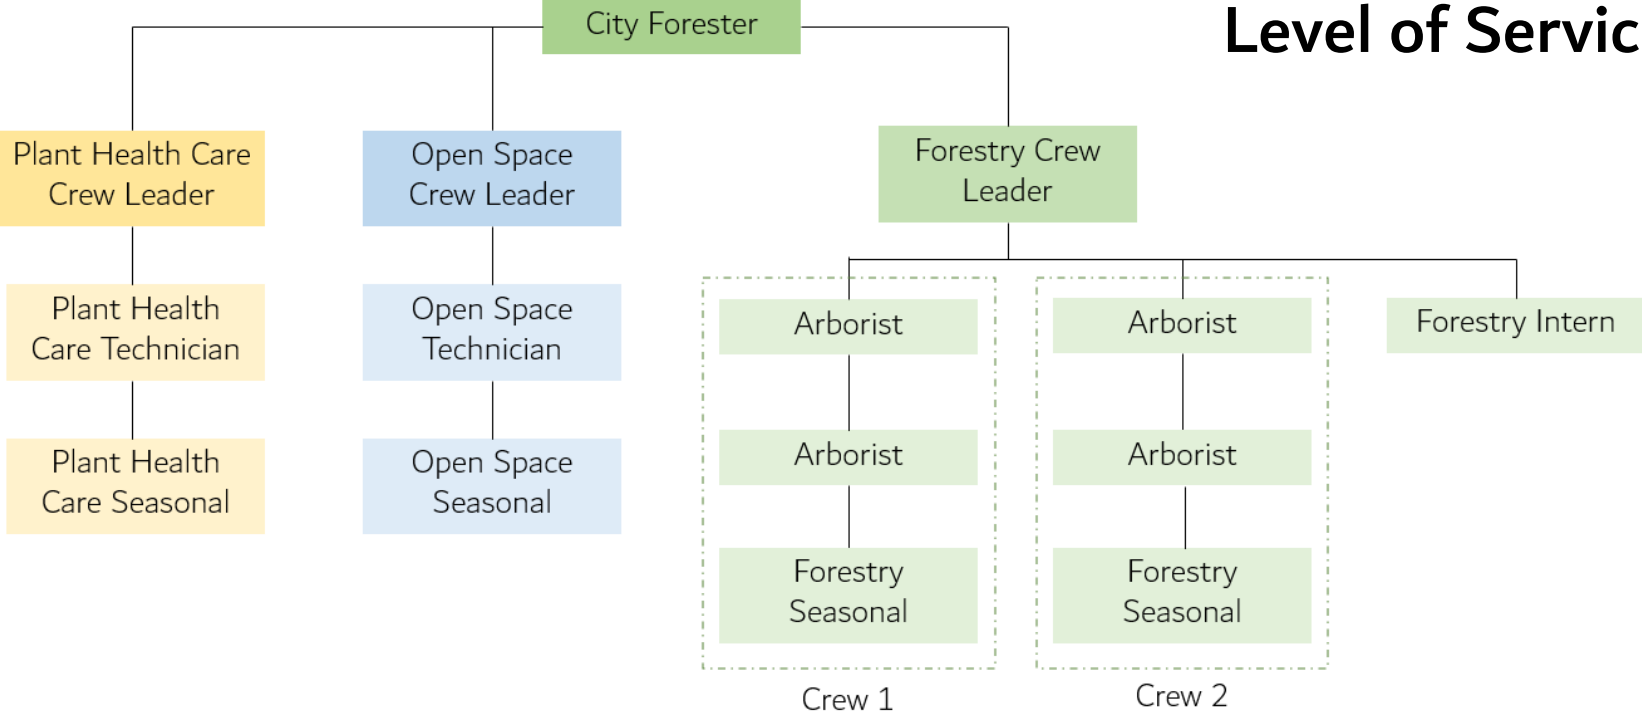 City Forester
Level of Servic
Plant Health Care
Crew Leader
Open Space
Crew Leader
Forestry Crew
Leader
Plant Health
Care Technician
Open Space
Technician
Arborist
Arborist
Forestry Intern
Plant Health
Care Seasonal
Open Space
Seasonal
Arborist
Arborist
Forestry
Seasonal
Forestry
Seasonal
Crew 1
Crew 2